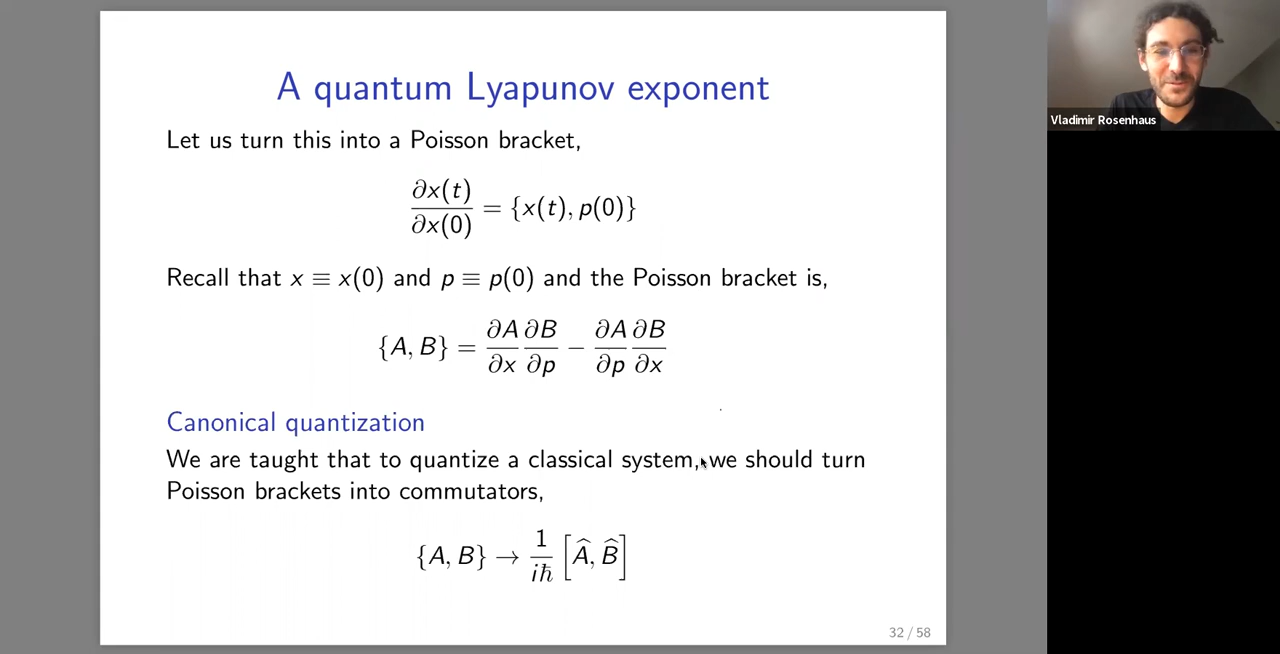 A quantum Lyapunov exponent
Let us turn this into a Poisson bracket,
∂x(t)/∂x(0) = {x(t), p(0)}
Recall that x ≡ x(0) and p ≡ p(0) and the Poisson bracket is,
{A, B} = ∂A/∂x ∂B/∂p − ∂A/∂p ∂B/∂x
Canonical quantization
We are taught that to quantize a classical system, we should turn
Poisson brackets into commutators,
{A, B} → 1/iħ [Â, B̂]
32 / 58
Vladimir Rosenhaus